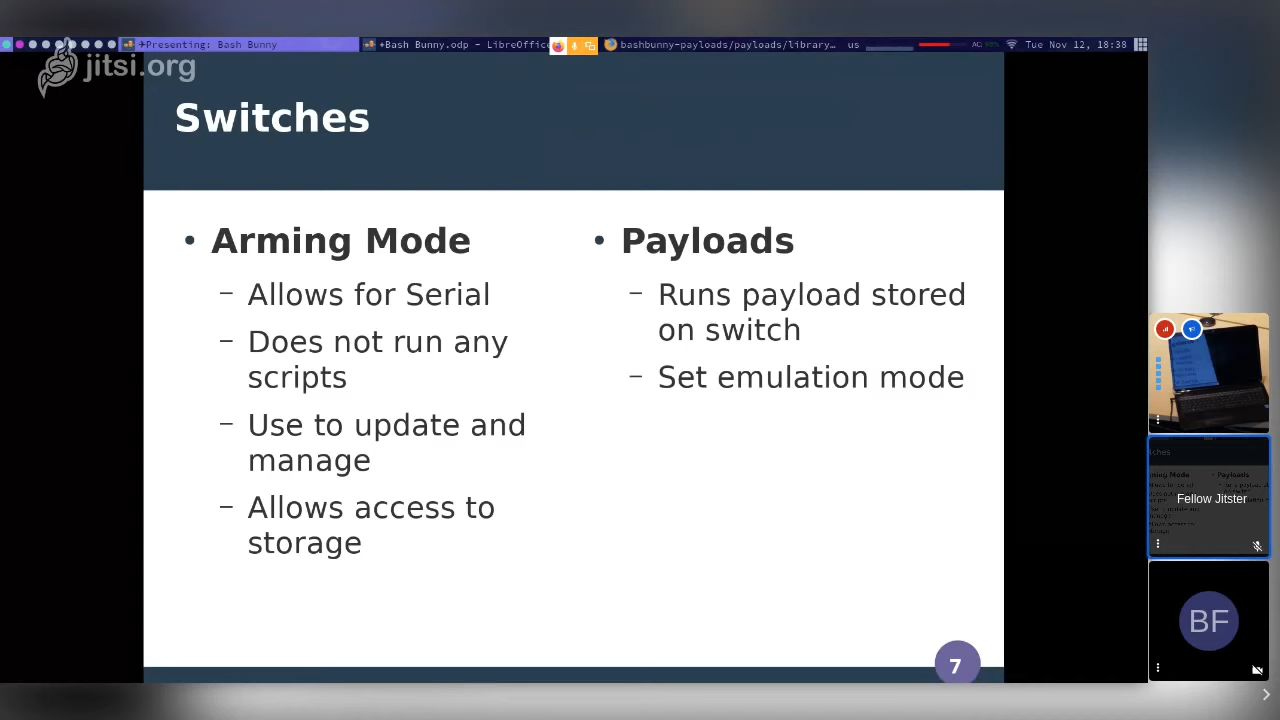 Presenting: Bash Bunny
*Bash Bunny.odp - LibreOffice
bashbunny-payloads/payloads/library…
us
AC
Tue Nov 12, 18:38
jitsi.org
Switches
• Arming Mode
– Allows for Serial
– Does not run any
scripts
– Use to update and
manage
– Allows access to
storage
• Payloads
– Runs payload stored
on switch
– Set emulation mode
7
Fellow Jitster
BF